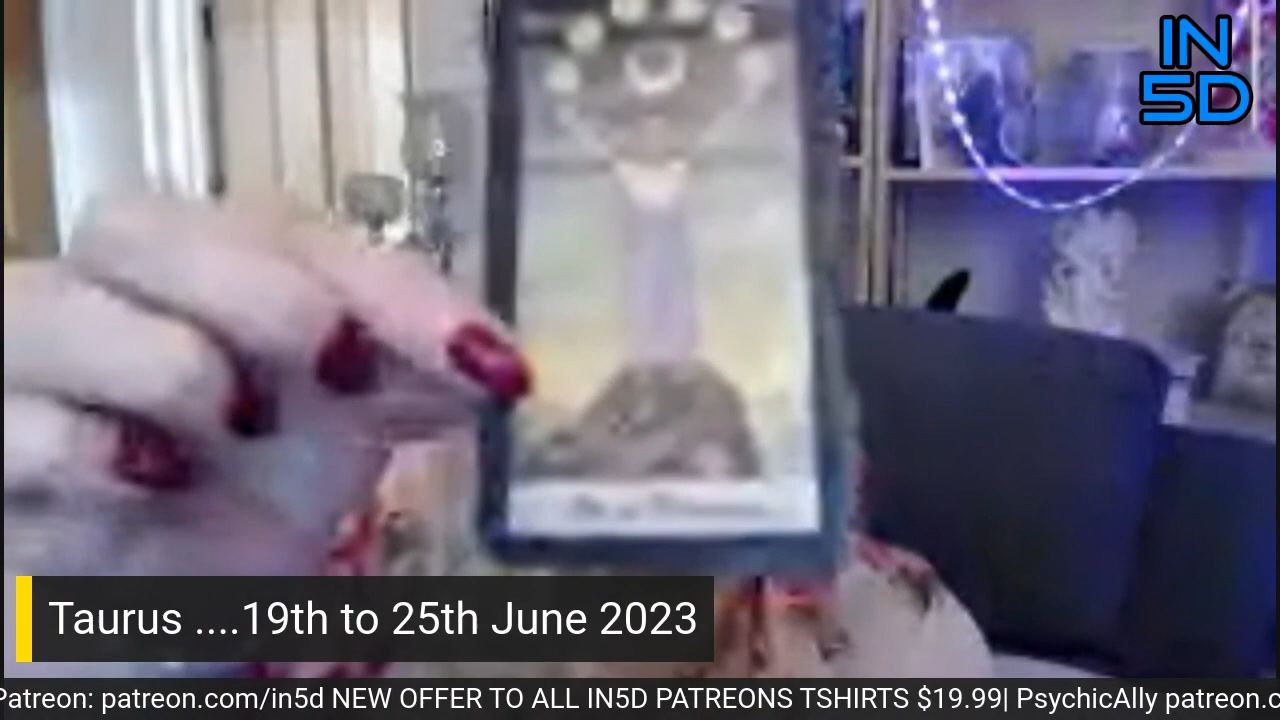 IN
5D
Taurus ....19th to 25th June 2023
Patreon: patreon.com/in5d NEW OFFER TO ALL IN5D PATREONS TSHIRTS $19.99| PsychicAlly patreon.c